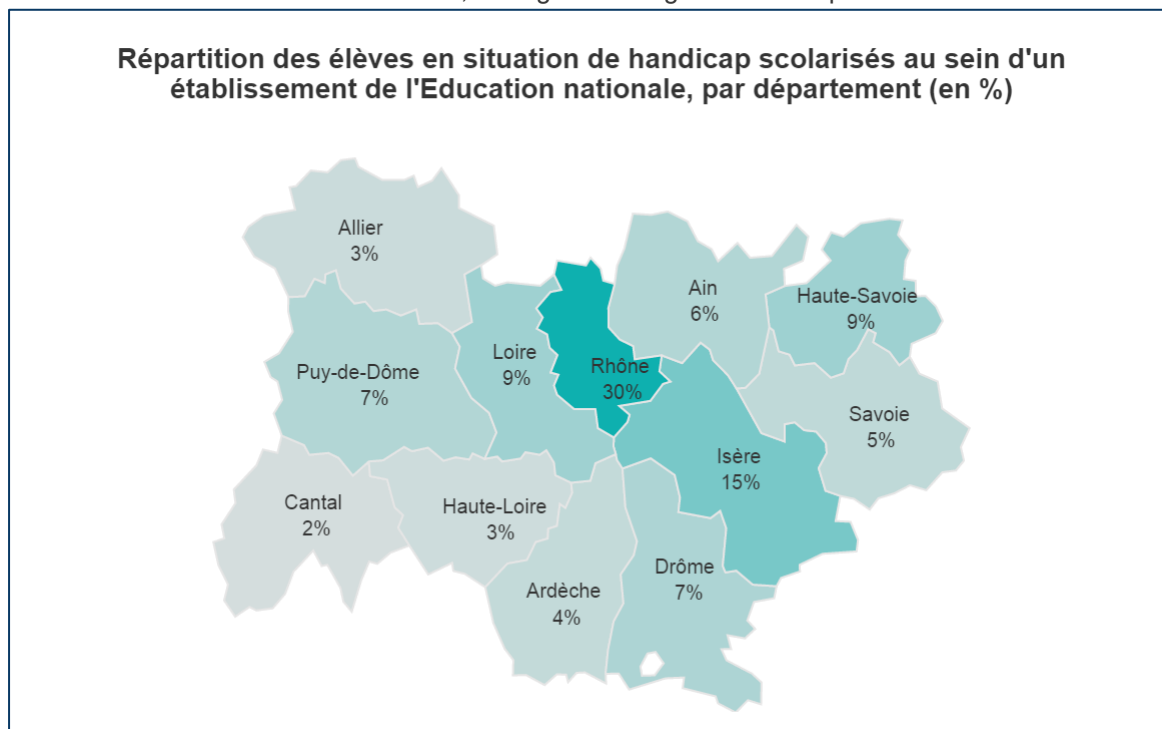 Répartition des élèves en situation de handicap scolarisés au sein d'un
établissement de l'Education nationale, par département (en %)
Allier
3%
Ain
6%
Haute-Savoie
9%
Puy-de-Dôme
7%
Loire
9%
Rhône
30%
Savoie
5%
Isère
15%
Cantal
2%
Haute-Loire
3%
Ardèche
4%
Drôme
7%